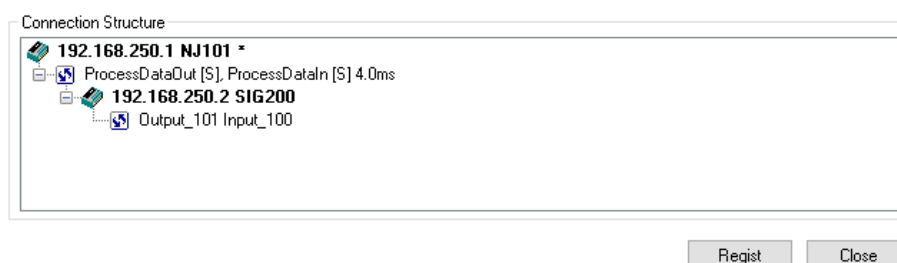 Connection Structure
192.168.250.1 NJ101 *
ProcessDataOut [S], ProcessDataIn [S] 4.0ms
192.168.250.2 SIG200
Output_101 Input_100
Regist Close